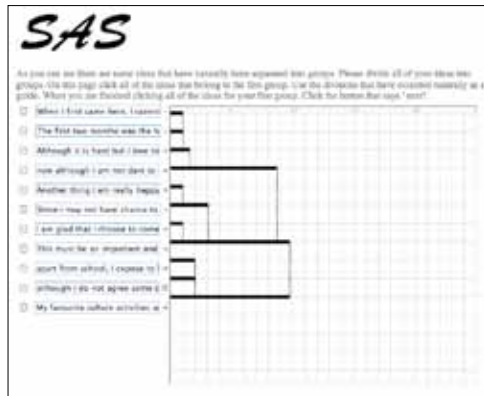 SAS
As you can see there are some ideas that have naturally been separated into groups. Please divide all of your ideas into
groups. On this page click all of the ideas that belong to the first group. Use the divisions that have occurred naturally as a
guide. When you are finished clicking all of the ideas for your first group. Click the button that says "next"
When I first came here, I cannot
The first two months was the h
Although it is hard but I love to
now although I am not dare to
Another thing I am really happy
Since I may not have chance to
I am glad that I choose to come
This must be an important and
apart from school, I expose to l
although I do not agree some p
My favourite culture activities, a